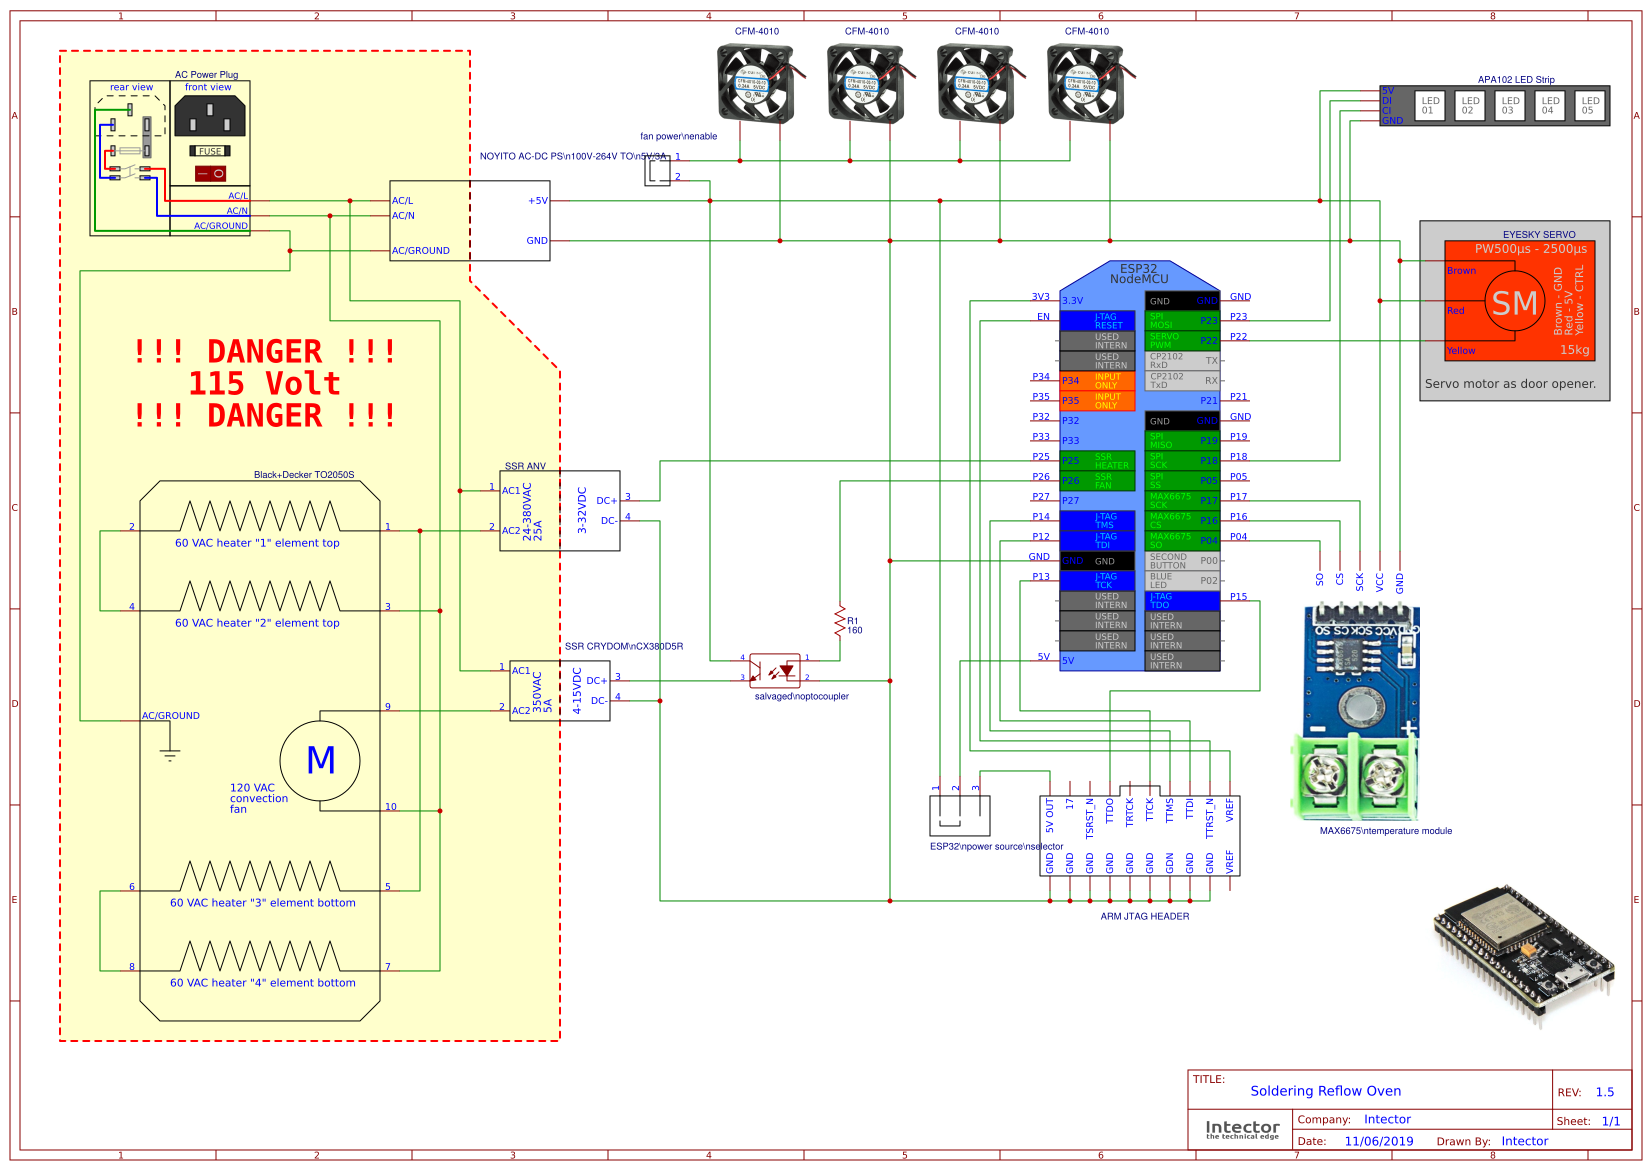 1 2 3 4 5 6 7 8
A
B
C
D
E
CFM-4010
CFM-4010
CFM-4010
CFM-4010
AC Power Plug
rear view
front view
FUSE
AC/L
AC/N
AC/GROUND
AC/L
AC/N
AC/GROUND
NOYITO AC-DC PS\n100V-264V TO\n5V/3A
+5V
GND
fan power\nenable
1
2
APA102 LED Strip
5V
DI
CI
GND
LED 01
LED 02
LED 03
LED 04
LED 05
EYESKY SERVO
PW500µs - 2500µs
Brown
Red
Yellow
SM
Brown - GND
Red - 5V
Yellow - CTRL
15kg
Servo motor as door opener.
!!! DANGER !!!
115 Volt
!!! DANGER !!!
Black+Decker TO2050S
2
1
60 VAC heater "1" element top
4
3
60 VAC heater "2" element top
AC/GROUND
M
9
10
120 VAC
convection
fan
6
5
60 VAC heater "3" element bottom
8
7
60 VAC heater "4" element bottom
SSR ANV
1 AC1
2 AC2
24-380VAC
25A
3-32VDC
DC+ 3
DC- 4
SSR CRYDOM\nCX380D5R
1 AC1
2 AC2
350VAC
5A
4-15VDC
DC+ 3
DC- 4
R1
160
4
3
1
2
salvaged\noptocoupler
ESP32
NodeMCU
3V3 3.3V
EN J-TAG RESET
USED INTERN
USED INTERN
P34 P34 INPUT ONLY
P35 P35 INPUT ONLY
P32 P32
P33 P33
P25 P25 SSR HEATER
P26 P26 SSR FAN
P27 P27
P14 J-TAG TMS
P12 J-TAG TDI
GND GND GND
P13 J-TAG TCK
USED INTERN
USED INTERN
USED INTERN
5V 5V
GND GND GND
SPI MOSI P23 P23
SERVO PWM P22 P22
CP2102 RxD TX
CP2102 TxD RX
P21 P21
GND GND GND
SPI MISO P19 P19
SPI SCK P18 P18
SPI SS P05 P05
MAX6675 SCK P17 P17
MAX6675 CS P16 P16
MAX6675 SO P04 P04
SECOND BUTTON P00
BLUE LED P02
J-TAG TDO P15
USED INTERN
USED INTERN
USED INTERN
SO
CS
SCK
VCC
GND
GND VCC SCK CS SO
MAX6675\ntemperature module
1
2
3
ESP32\npower source\nselector
5V OUT
17
TSRST_N
TTDO
TRTCK
TTCK
TTMS
TTDI
TTRST_N
VREF
GND
GND
GND
GND
GND
GND
GDN
GND
GND
VREF
ARM JTAG HEADER
TITLE:
Soldering Reflow Oven
REV: 1.5
Intector
the technical edge
Company: Intector
Sheet: 1/1
Date: 11/06/2019
Drawn By: Intector
1 2 3 4 5 6 7 8